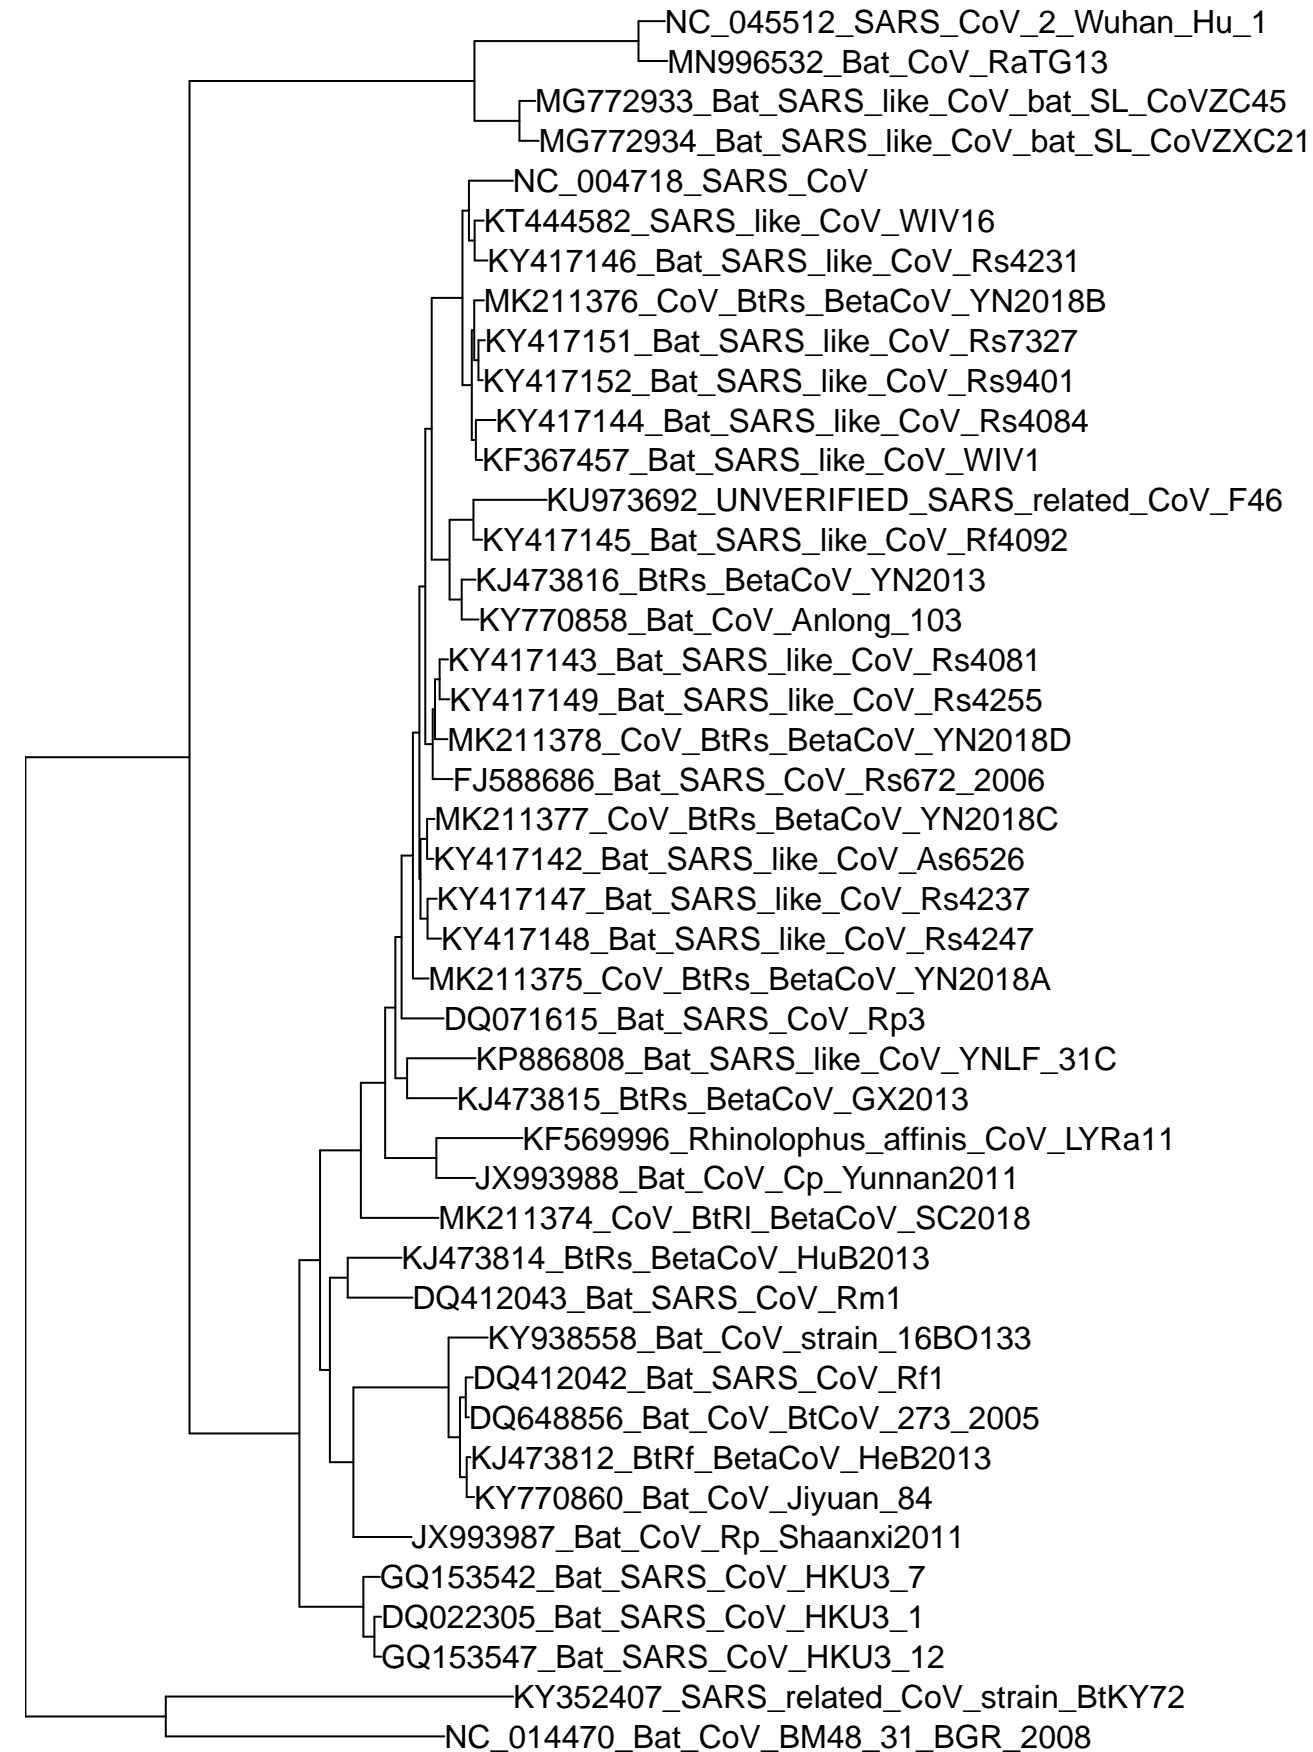 NC_045512_SARS_CoV_2_Wuhan_Hu_1
MN996532_Bat_CoV_RaTG13
MG772933_Bat_SARS_like_CoV_bat_SL_CoVZC45
MG772934_Bat_SARS_like_CoV_bat_SL_CoVZXC21
NC_004718_SARS_CoV
KT444582_SARS_like_CoV_WIV16
KY417146_Bat_SARS_like_CoV_Rs4231
MK211376_CoV_BtRs_BetaCoV_YN2018B
KY417151_Bat_SARS_like_CoV_Rs7327
KY417152_Bat_SARS_like_CoV_Rs9401
KY417144_Bat_SARS_like_CoV_Rs4084
KF367457_Bat_SARS_like_CoV_WIV1
KU973692_UNVERIFIED_SARS_related_CoV_F46
KY417145_Bat_SARS_like_CoV_Rf4092
KJ473816_BtRs_BetaCoV_YN2013
KY770858_Bat_CoV_Anlong_103
KY417143_Bat_SARS_like_CoV_Rs4081
KY417149_Bat_SARS_like_CoV_Rs4255
MK211378_CoV_BtRs_BetaCoV_YN2018D
FJ588686_Bat_SARS_CoV_Rs672_2006
MK211377_CoV_BtRs_BetaCoV_YN2018C
KY417142_Bat_SARS_like_CoV_As6526
KY417147_Bat_SARS_like_CoV_Rs4237
KY417148_Bat_SARS_like_CoV_Rs4247
MK211375_CoV_BtRs_BetaCoV_YN2018A
DQ071615_Bat_SARS_CoV_Rp3
KP886808_Bat_SARS_like_CoV_YNLF_31C
KJ473815_BtRs_BetaCoV_GX2013
KF569996_Rhinolophus_affinis_CoV_LYRa11
JX993988_Bat_CoV_Cp_Yunnan2011
MK211374_CoV_BtRl_BetaCoV_SC2018
KJ473814_BtRs_BetaCoV_HuB2013
DQ412043_Bat_SARS_CoV_Rm1
KY938558_Bat_CoV_strain_16BO133
DQ412042_Bat_SARS_CoV_Rf1
DQ648856_Bat_CoV_BtCoV_273_2005
KJ473812_BtRf_BetaCoV_HeB2013
KY770860_Bat_CoV_Jiyuan_84
JX993987_Bat_CoV_Rp_Shaanxi2011
GQ153542_Bat_SARS_CoV_HKU3_7
DQ022305_Bat_SARS_CoV_HKU3_1
GQ153547_Bat_SARS_CoV_HKU3_12
KY352407_SARS_related_CoV_strain_BtKY72
NC_014470_Bat_CoV_BM48_31_BGR_2008